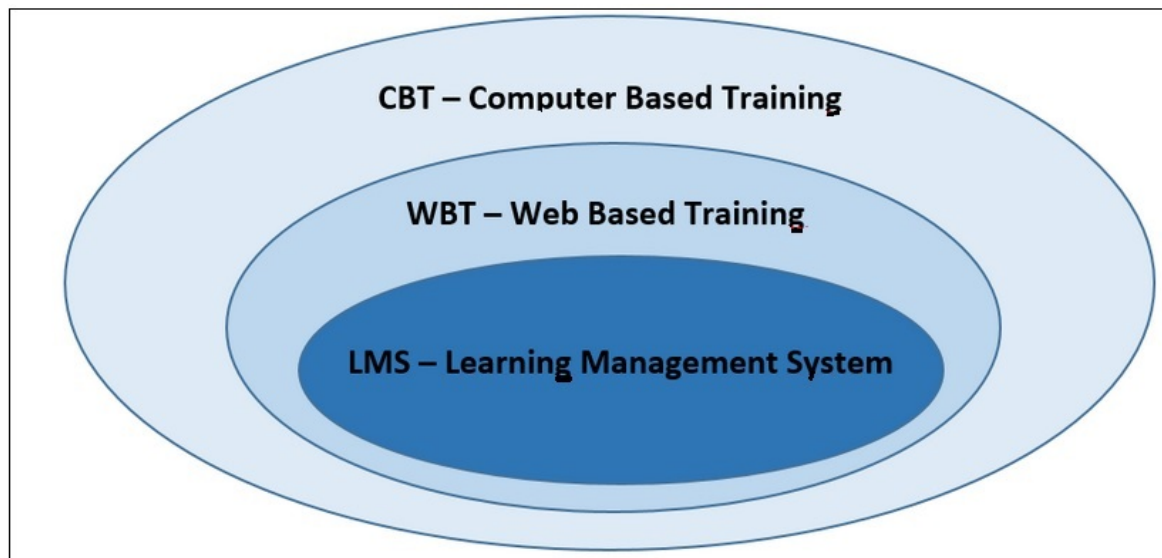 CBT – Computer Based Training
WBT – Web Based Training
LMS – Learning Management System